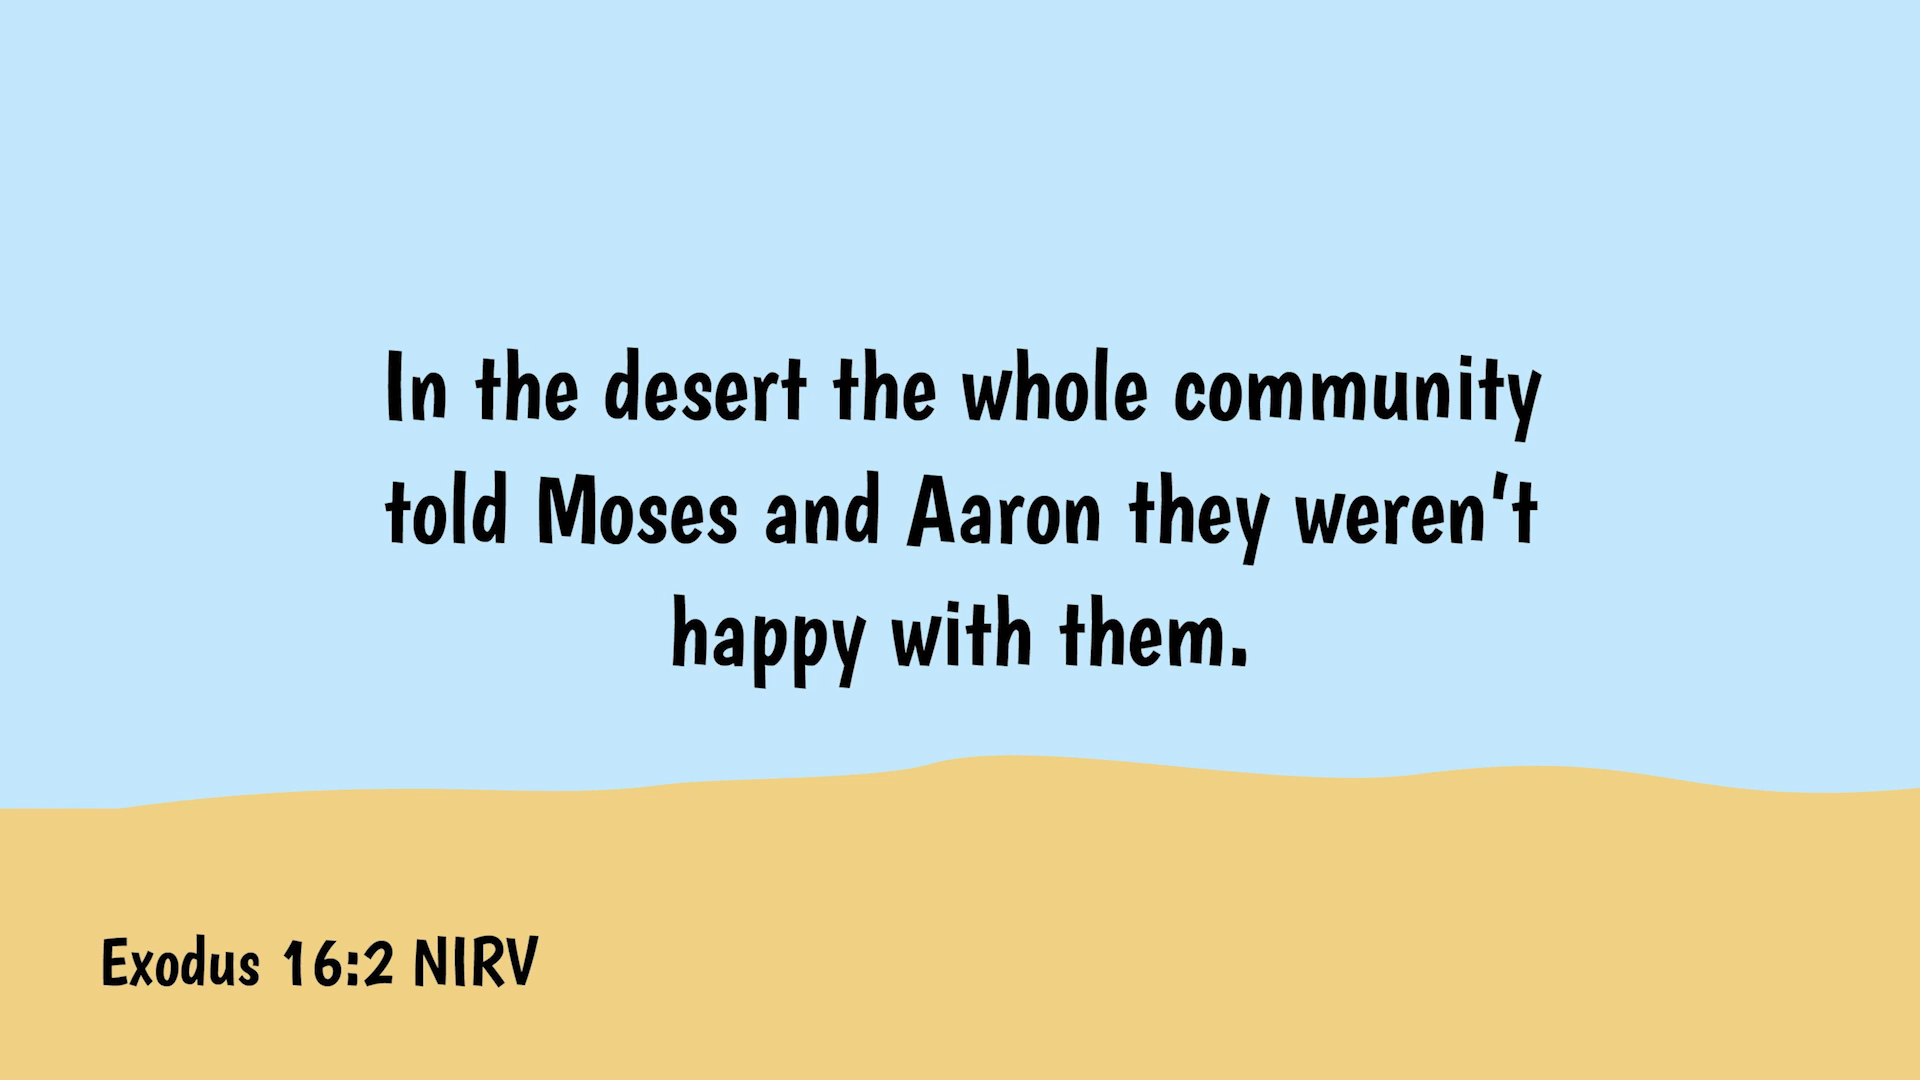 In the desert the whole community
told Moses and Aaron they weren't
happy with them.
Exodus 16:2 NIRV